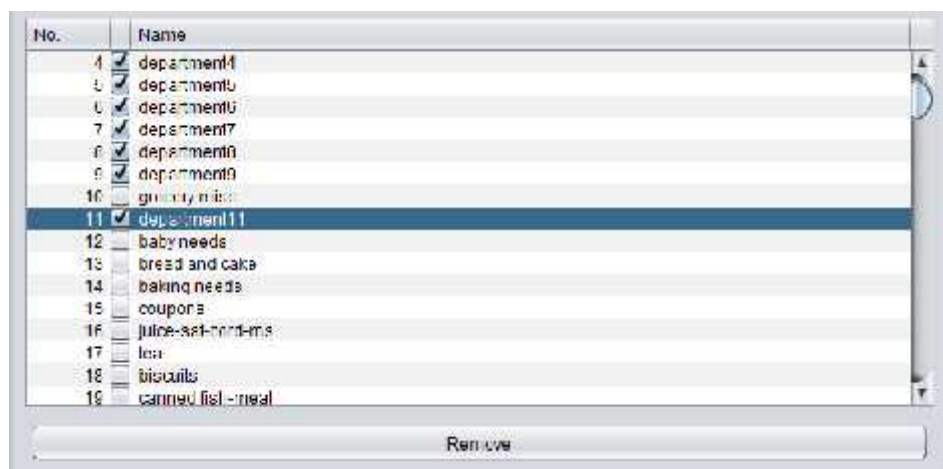 No. Name
4 department4
5 department5
6 department6
7 department7
8 department8
9 department9
10 grocery misc
11 department11
12 baby needs
13 bread and cake
14 baking needs
15 coupons
16 juice-sat-cord-ms
17 tea
18 biscuits
19 canned fish-meat
Remove